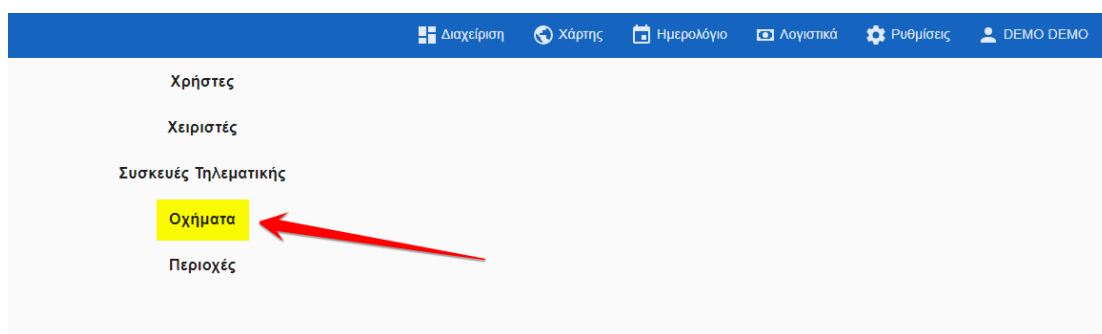 Διαχείριση Χάρτης Ημερολόγιο Λογιστικά Ρυθμίσεις DEMO DEMO
Χρήστες
Χειριστές
Συσκευές Τηλεματικής
Οχήματα
Περιοχές